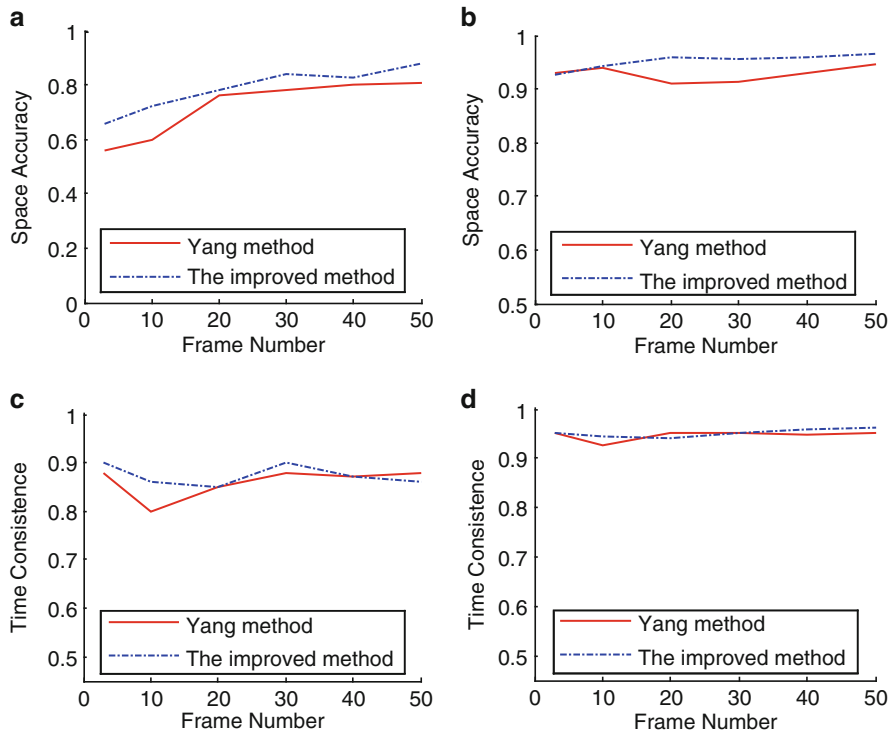 a
1
0.8
0.6
0.4
0.2
0
Space Accuracy
Yang method
The improved method
0 10 20 30 40 50
Frame Number
b
1
0.9
0.8
0.7
0.6
0.5
Space Accuracy
Yang method
The improved method
0 10 20 30 40 50
Frame Number
c
1
0.9
0.8
0.7
0.6
0.5
Time Consistence
Yang method
The improved method
0 10 20 30 40 50
Frame Number
d
1
0.9
0.8
0.7
0.6
0.5
Time Consistence
Yang method
The improved method
0 10 20 30 40 50
Frame Number